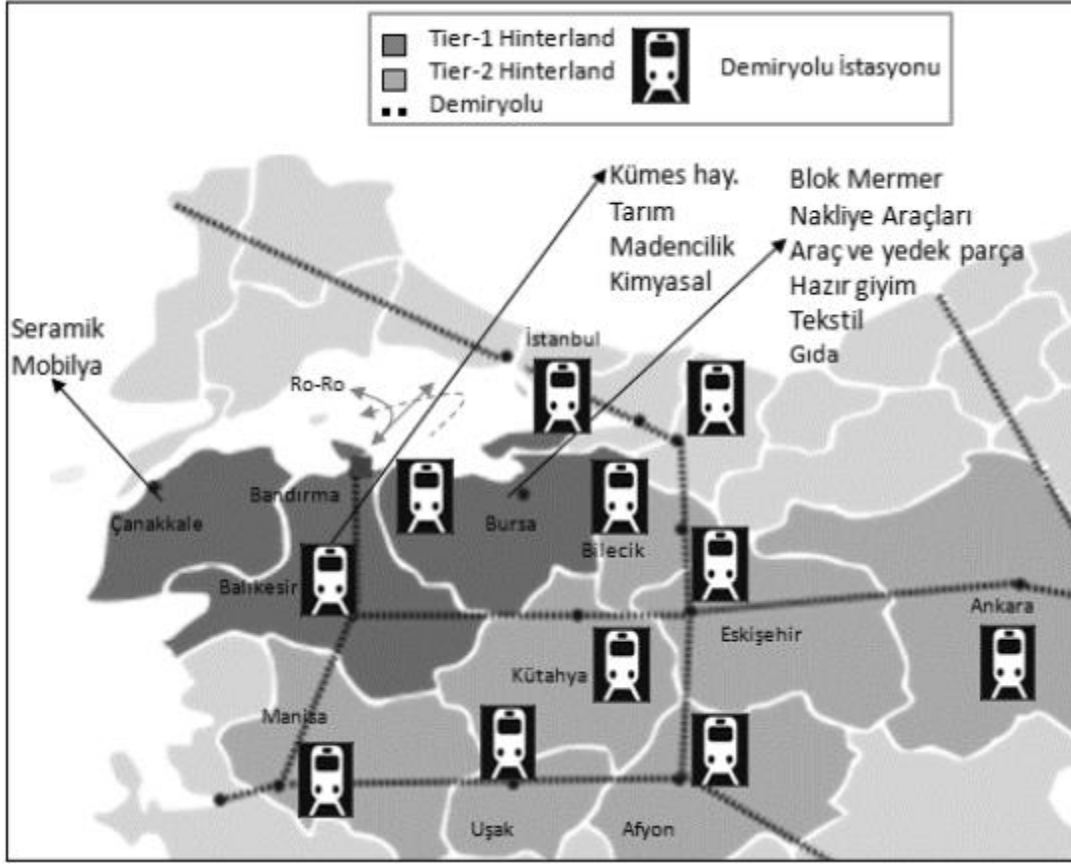 Tier-1 Hinterland
Tier-2 Hinterland
Demiryolu
Demiryolu İstasyonu
Kümes hay.
Tarım
Madencilik
Kimyasal
Blok Mermer
Nakliye Araçları
Araç ve yedek parça
Hazır giyim
Tekstil
Gıda
Seramik
Mobilya
İstanbul
Ro-Ro
Bandırma
Çanakkale
Bursa
Bilecik
Balıkesir
Ankara
Eskişehir
Kütahya
Manisa
Uşak
Afyon